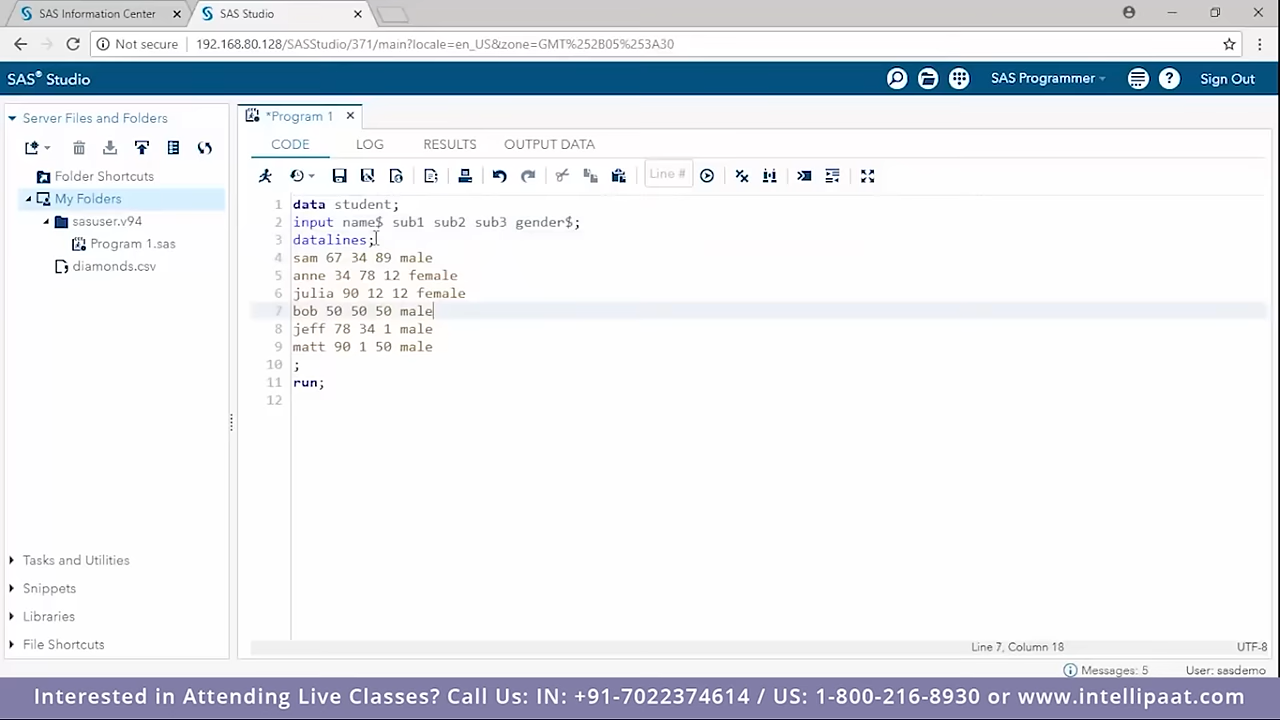 SAS Information Center
SAS Studio
Not secure
192.168.80.128/SASStudio/371/main?locale=en_US&zone=GMT%252B05%253A30
SAS® Studio
SAS Programmer
Sign Out
Server Files and Folders
Folder Shortcuts
My Folders
sasuser.v94
Program 1.sas
diamonds.csv
Tasks and Utilities
Snippets
Libraries
File Shortcuts
*Program 1
CODE LOG RESULTS OUTPUT DATA
Line #
1 data student;
2 input name$ sub1 sub2 sub3 gender$;
3 datalines;
4 sam 67 34 89 male
5 anne 34 78 12 female
6 julia 90 12 12 female
7 bob 50 50 50 male
8 jeff 78 34 1 male
9 matt 90 1 50 male
10 ;
11 run;
12
Line 7, Column 18
UTF-8
Messages: 5
User: sasdemo
Interested in Attending Live Classes? Call Us: IN: +91-7022374614 / US: 1-800-216-8930 or www.intellipaat.com